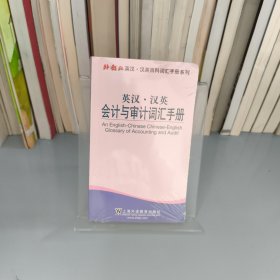 外教社英汉·汉英百科词汇手册系列
英汉·汉英
会计与审计词汇手册
An English-Chinese Chinese-English
Glossary of Accounting and Audit
上海外语教育出版社